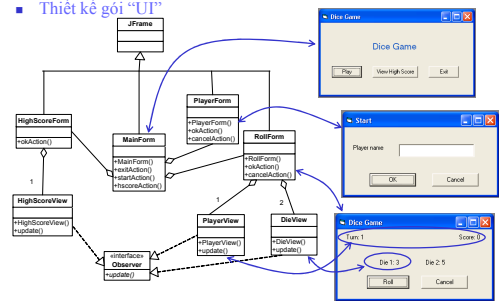 Thiết kế gói “UI”
JFrame
HighScoreForm
+okAction()
MainForm
+MainForm()
+exitAction()
+startAction()
+hscoreAction()
PlayerForm
+PlayerForm()
+okAction()
+cancelAction()
RollForm
+RollForm()
+okAction()
+cancelAction()
1
HighScoreView
+HighScoreView()
+update()
1
2
PlayerView
+PlayerView()
+update()
DieView
+DieView()
+update()
«interface»
Observer
+update()
Dice Game
Dice Game
Play
View High Score
Exit
Start
Player name
OK
Cancel
Dice Game
Turn: 1
Score: 0
Die 1: 3
Die 2: 5
Roll
Cancel